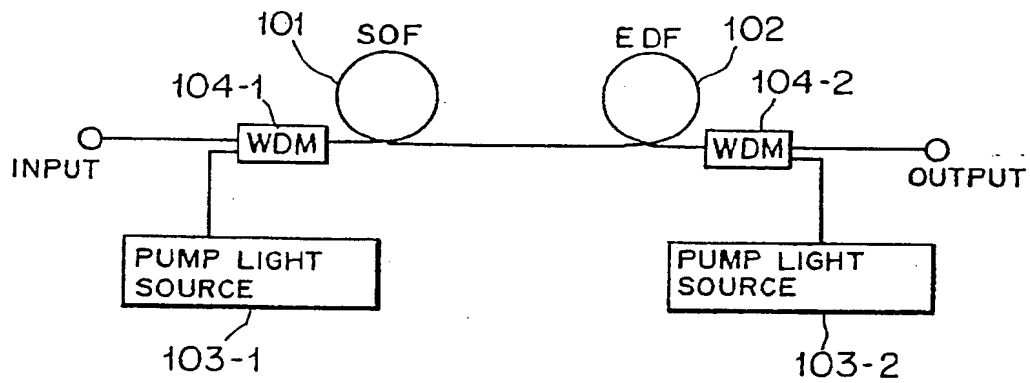 101
SOF
EDF
102
104-1
104-2
WDM
WDM
INPUT
OUTPUT
PUMP LIGHT
SOURCE
PUMP LIGHT
SOURCE
103-1
103-2